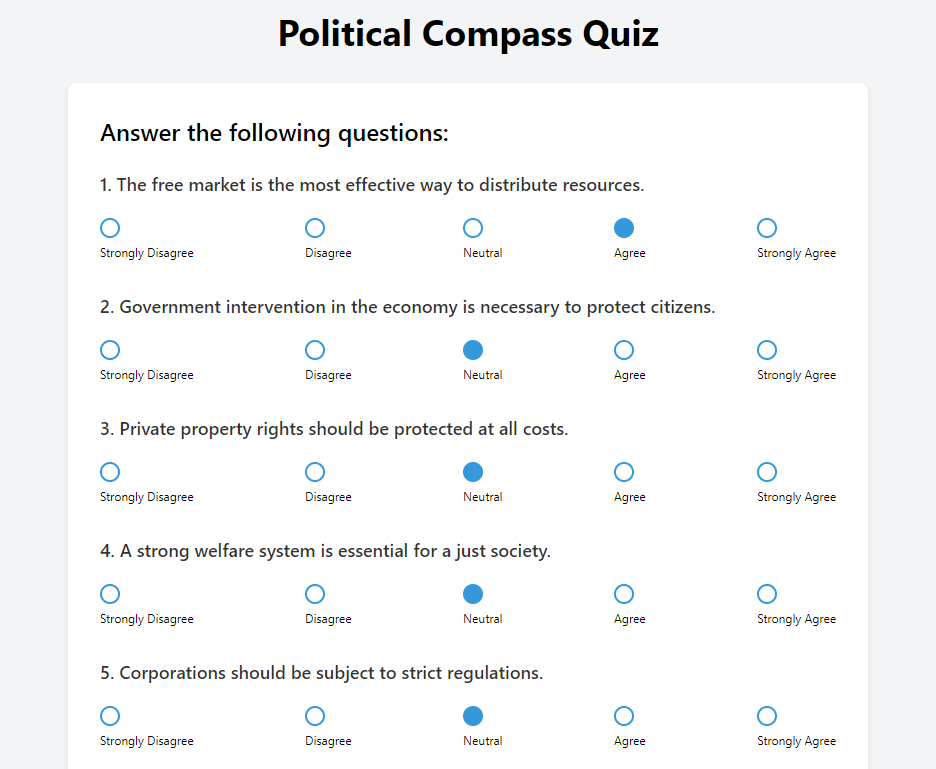 Political Compass Quiz
Answer the following questions:
1. The free market is the most effective way to distribute resources.
Strongly Disagree Disagree Neutral Agree Strongly Agree
2. Government intervention in the economy is necessary to protect citizens.
Strongly Disagree Disagree Neutral Agree Strongly Agree
3. Private property rights should be protected at all costs.
Strongly Disagree Disagree Neutral Agree Strongly Agree
4. A strong welfare system is essential for a just society.
Strongly Disagree Disagree Neutral Agree Strongly Agree
5. Corporations should be subject to strict regulations.
Strongly Disagree Disagree Neutral Agree Strongly Agree